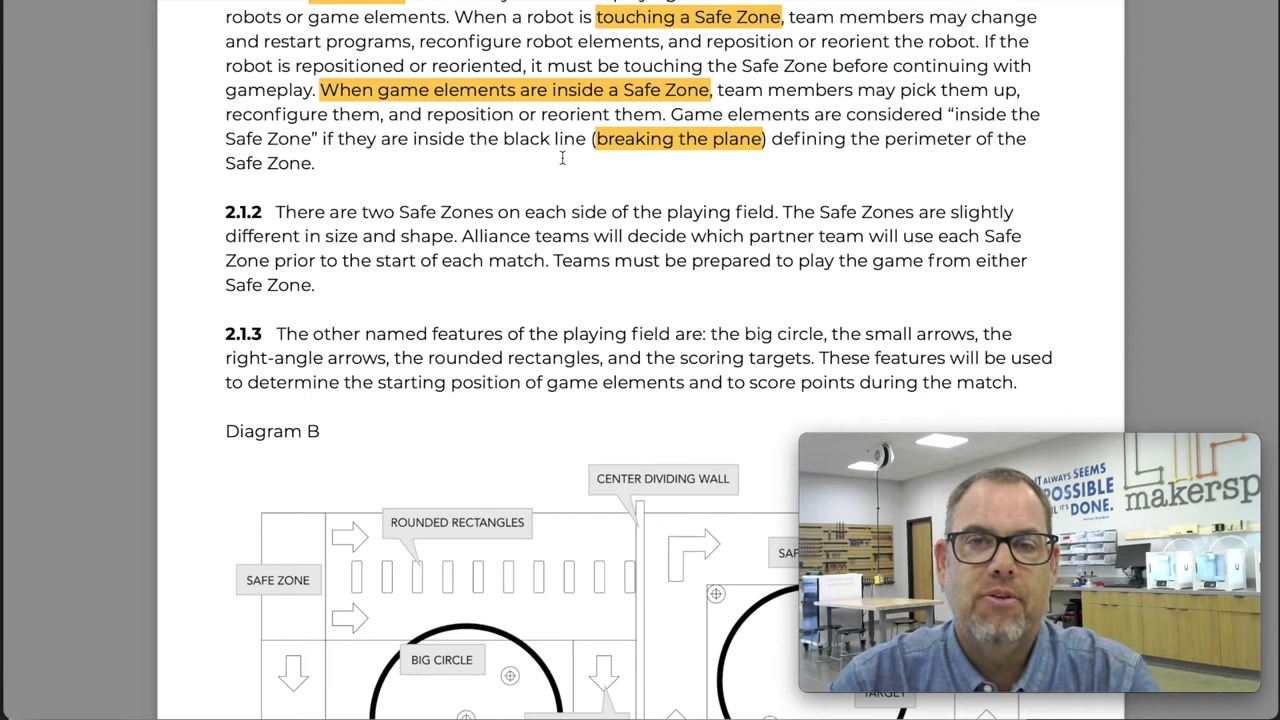 robots or game elements. When a robot is touching a Safe Zone, team members may change
and restart programs, reconfigure robot elements, and reposition or reorient the robot. If the
robot is repositioned or reoriented, it must be touching the Safe Zone before continuing with
gameplay. When game elements are inside a Safe Zone, team members may pick them up,
reconfigure them, and reposition or reorient them. Game elements are considered “inside the
Safe Zone” if they are inside the black line (breaking the plane) defining the perimeter of the
Safe Zone.
2.1.2 There are two Safe Zones on each side of the playing field. The Safe Zones are slightly
different in size and shape. Alliance teams will decide which partner team will use each Safe
Zone prior to the start of each match. Teams must be prepared to play the game from either
Safe Zone.
2.1.3 The other named features of the playing field are: the big circle, the small arrows, the
right-angle arrows, the rounded rectangles, and the scoring targets. These features will be used
to determine the starting position of game elements and to score points during the match.
Diagram B
CENTER DIVIDING WALL
ROUNDED RECTANGLES
SAF
SAFE ZONE
BIG CIRCLE
TARGET
IT ALWAYS SEEMS
POSSIBLE
IL IT'S DONE.
makersp